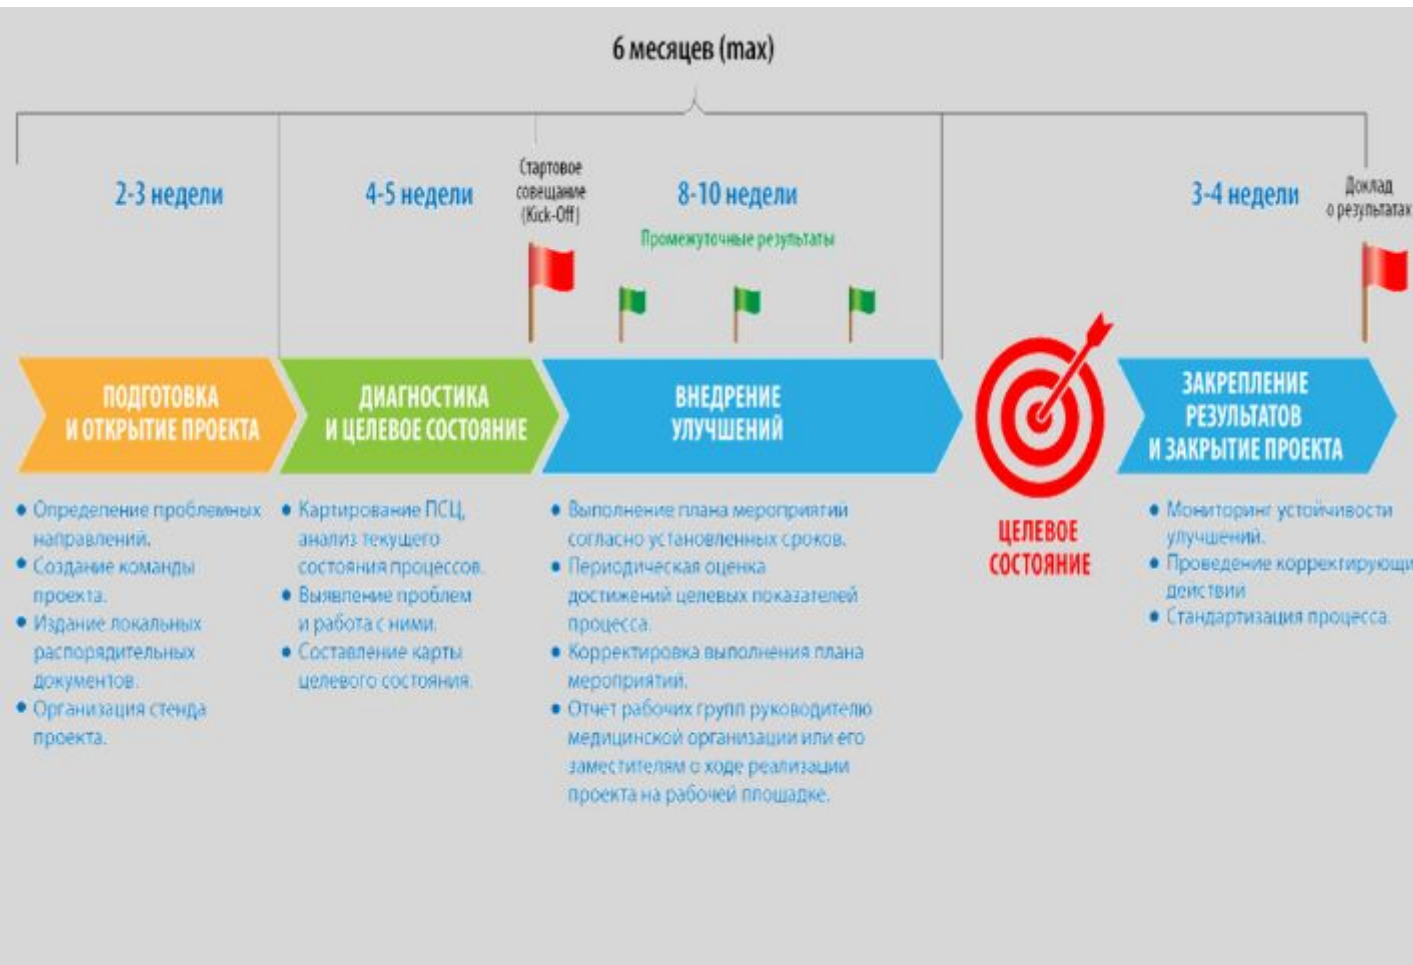 6 месяцев (max)
2-3 недели
4-5 недели
Стартовое
совещание
(Kick-Off)
8-10 недели
Промежуточные результаты
3-4 недели
Доклад
о результатах
ПОДГОТОВКА
И ОТКРЫТИЕ ПРОЕКТА
ДИАГНОСТИКА
И ЦЕЛЕВОЕ СОСТОЯНИЕ
ВНЕДРЕНИЕ
УЛУЧШЕНИЙ
ЦЕЛЕВОЕ
СОСТОЯНИЕ
ЗАКРЕПЛЕНИЕ
РЕЗУЛЬТАТОВ
И ЗАКРЫТИЕ ПРОЕКТА
• Определение проблемных
направлений.
• Создание команды
проекта.
• Издание локальных
распорядительных
документов.
• Организация стенда
проекта.
• Картирование ПСЦ,
анализ текущего
состояния процессов.
• Выявление проблем
и работа с ними.
• Составление карты
целевого состояния.
• Выполнение плана мероприятий
согласно установленных сроков.
• Периодическая оценка
достижений целевых показателей
процесса.
• Корректировка выполнения плана
мероприятий.
• Отчет рабочих групп руководителю
медицинской организации или его
заместителям о ходе реализации
проекта на рабочей площадке.
• Мониторинг устойчивости
улучшений.
• Проведение корректирующи
действии
• Стандартизация процесса.